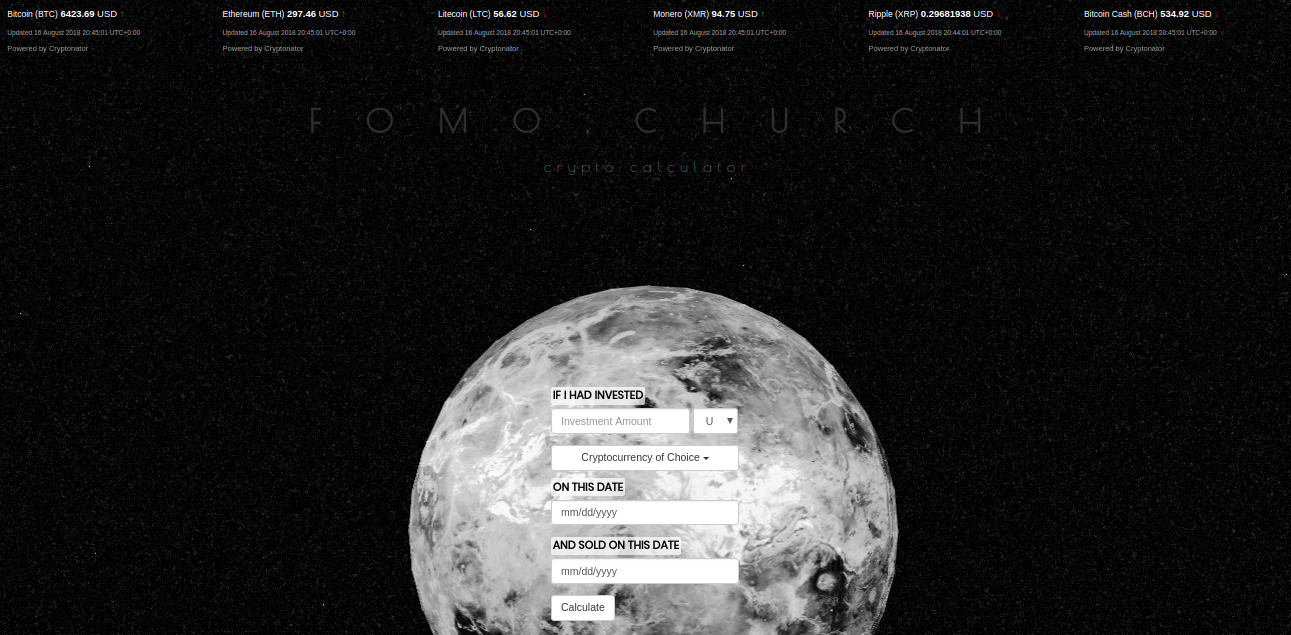 Bitcoin (BTC) 6423.69 USD ↑
Updated 16 August 2018 20:45:01 UTC+0:00
Powered by Cryptonator
Ethereum (ETH) 297.46 USD ↑
Updated 16 August 2018 20:45:01 UTC+0:00
Powered by Cryptonator
Litecoin (LTC) 56.62 USD ↓
Updated 16 August 2018 20:45:01 UTC+0:00
Powered by Cryptonator
Monero (XMR) 94.75 USD ↑
Updated 16 August 2018 20:45:01 UTC+0:00
Powered by Cryptonator
Ripple (XRP) 0.29681938 USD ↓
Updated 16 August 2018 20:44:01 UTC+0:00
Powered by Cryptonator
Bitcoin Cash (BCH) 534.92 USD ↓
Updated 16 August 2018 20:45:01 UTC+0:00
Powered by Cryptonator
FOMO.CHURCH
crypto calculator
IF I HAD INVESTED
Investment Amount U
Cryptocurrency of Choice
ON THIS DATE
mm/dd/yyyy
AND SOLD ON THIS DATE
mm/dd/yyyy
Calculate